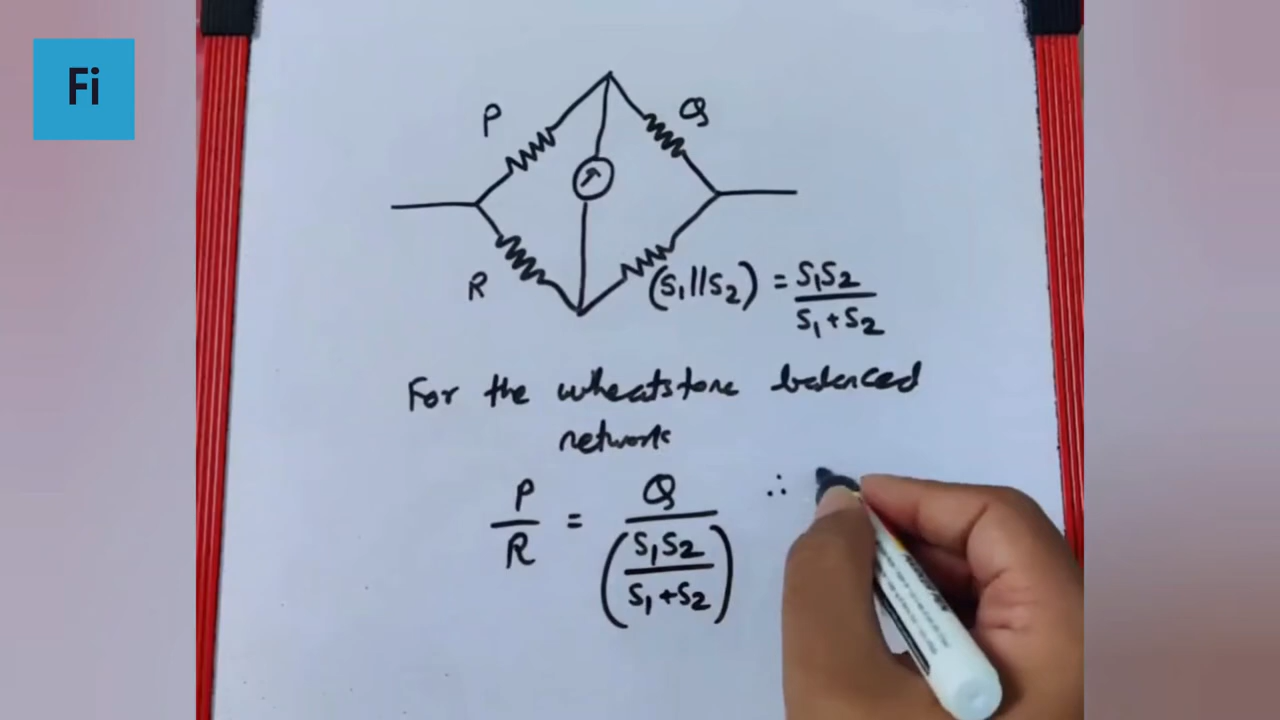 Fi
P
Q
R
(S₁||S₂) = S₁S₂ / S₁+S₂
For the wheatstone balanced
network
P/R = Q / (S₁S₂ / S₁+S₂) ∴